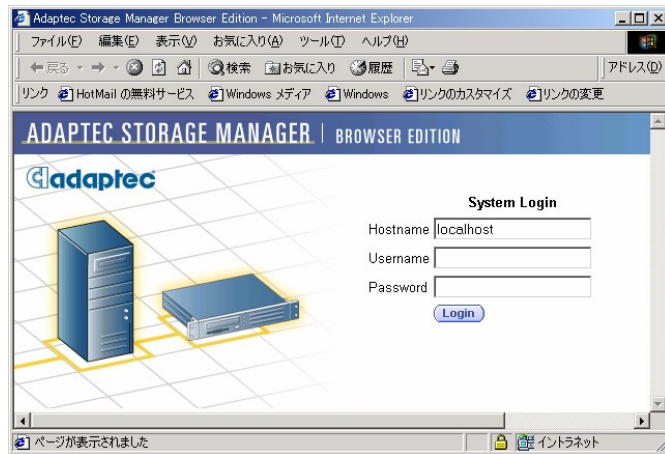 Adaptec Storage Manager Browser Edition - Microsoft Internet Explorer
ファイル(F) 編集(E) 表示(V) お気に入り(A) ツール(T) ヘルプ(H)
戻る 検索 お気に入り 履歴 アドレス(D)
リンク HotMail の無料サービス Windows メディア Windows リンクのカスタマイズ リンクの変更
ADAPTEC STORAGE MANAGER | BROWSER EDITION
adaptec
System Login
Hostname localhost
Username
Password
Login
ページが表示されました イントラネット